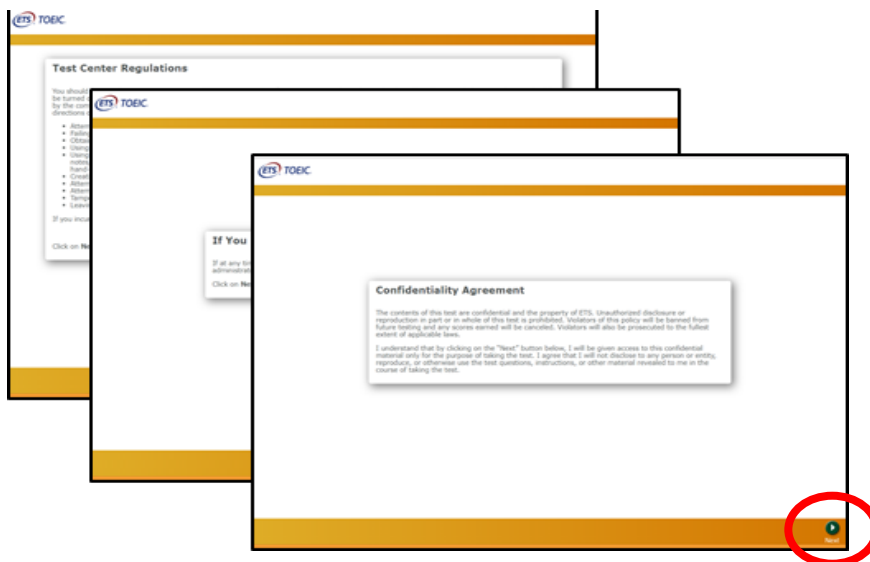 ETS TOEIC.
Test Center Regulations
You should
be turned
by the com
directions
Attem
Failing
Obtai
Using
Using
notes,
hand-
Creat
Attem
Attem
Tampe
Leavi
If you incu
Click on Ne
ETS TOEIC.
If You
If at any tim
administrat
Click on Ne
ETS TOEIC.
Confidentiality Agreement
The contents of this test are confidential and the property of ETS. Unauthorized disclosure or
reproduction in part or in whole of this test is prohibited. Violators of this policy will be banned from
future testing and any scores earned will be canceled. Violators will also be prosecuted to the fullest
extent of applicable laws.
I understand that by clicking on the "Next" button below, I will be given access to this confidential
material only for the purpose of taking the test. I agree that I will not disclose to any person or entity,
reproduce, or otherwise use the test questions, instructions, or other material revealed to me in the
course of taking the test.
Next